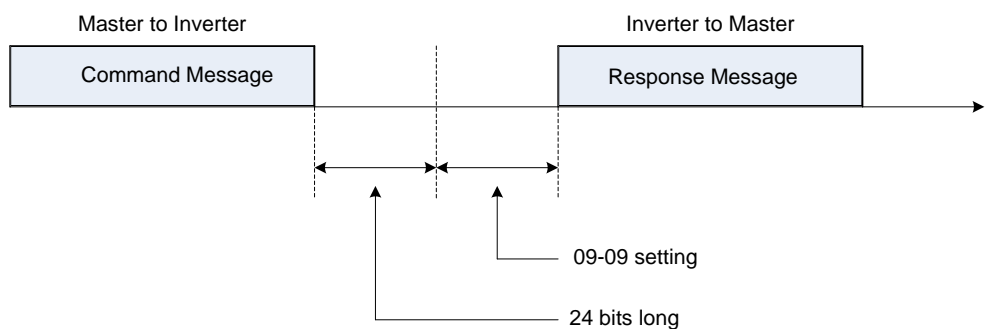 Master to Inverter
Inverter to Master
Command Message
Response Message
09-09 setting
24 bits long